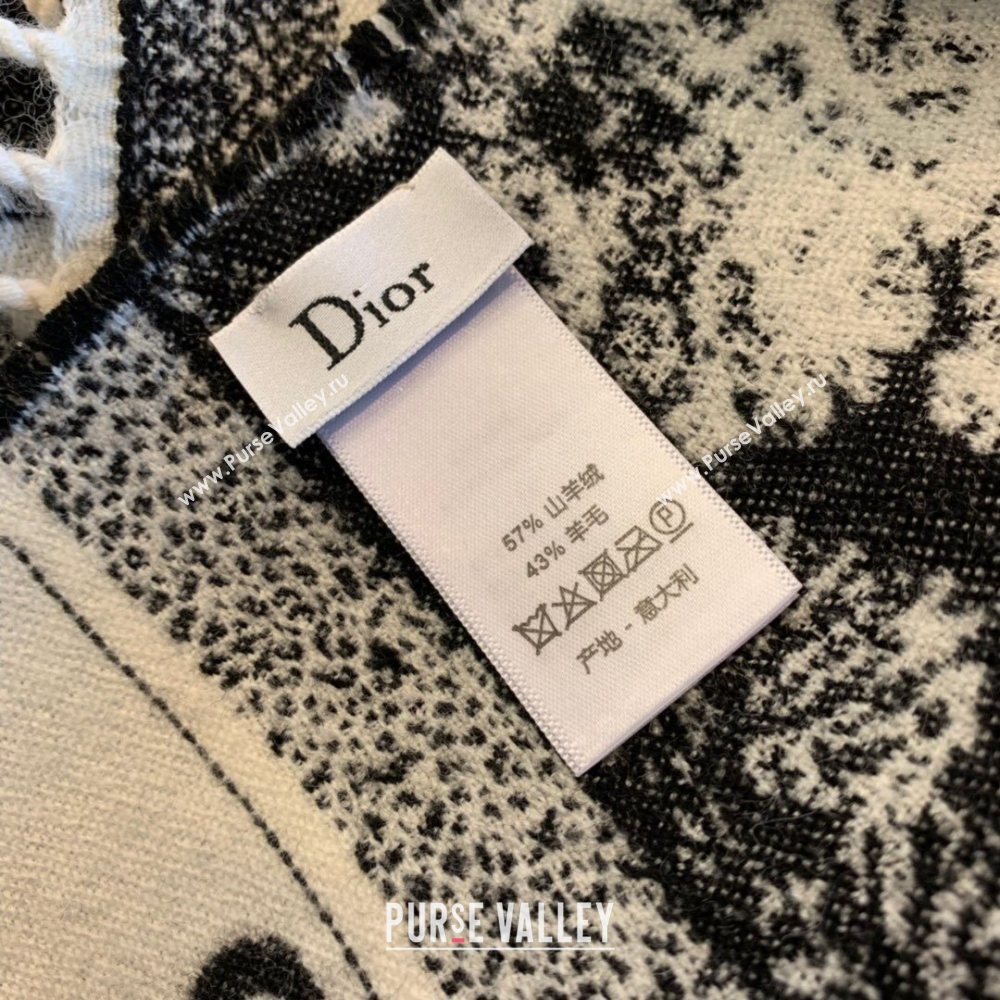 Dior
57% 山羊绒
43% 羊毛
P
产地 - 意大利
www.PurseValley.ru
www.PurseValley.ru
PURSE VALLEY